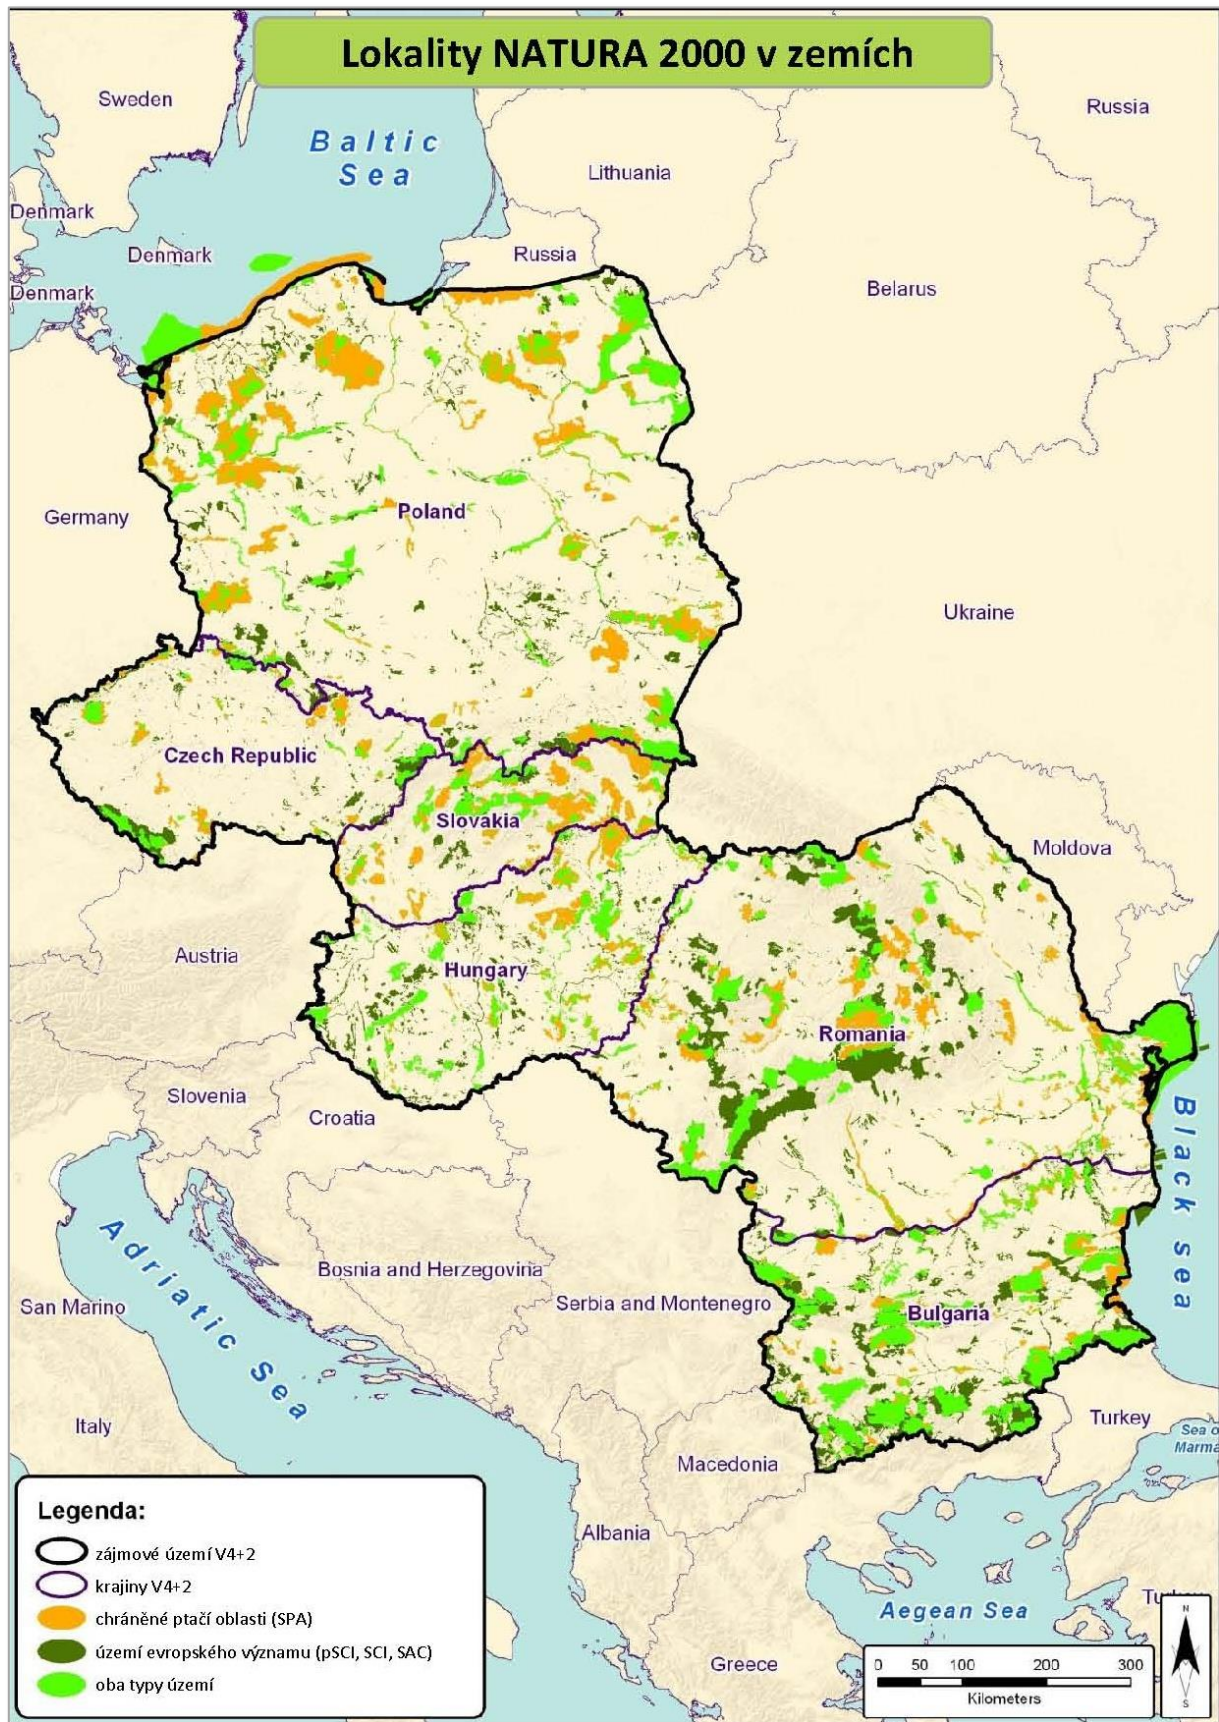 Lokality NATURA 2000 v zemích
Sweden
Russia
Baltic
Sea
Lithuania
Denmark
Denmark
Russia
Denmark
Belarus
Germany
Poland
Ukraine
Czech Republic
Slovakia
Moldova
Austria
Hungary
Romania
Slovenia
Croatia
Black sea
Adriatic Sea
Bosnia and Herzegovina
San Marino
Serbia and Montenegro
Bulgaria
Italy
Turkey
Sea o
Marma
Macedonia
Albania
Aegean Sea
Greece
Legenda:
zájmové území V4+2
krajiny V4+2
chráněné ptačí oblasti (SPA)
území evropského významu (pSCI, SCI, SAC)
oba typy území
N
S
0 50 100 200 300
Kilometers